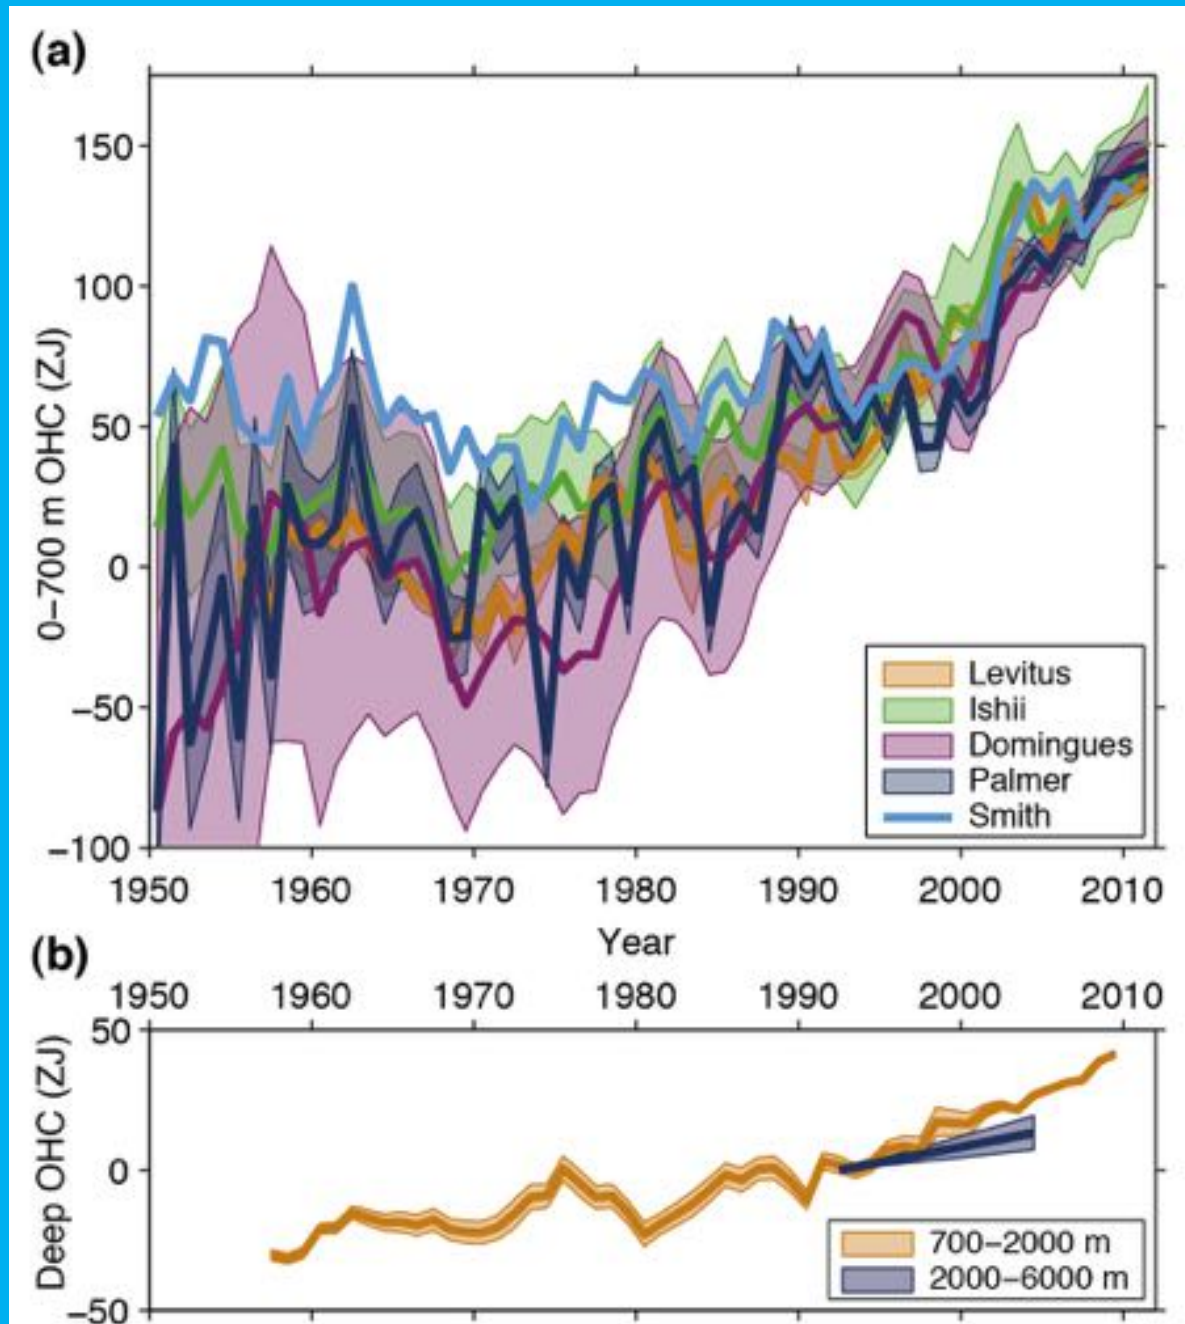 (a)
0–700 m OHC (ZJ)
150
100
50
0
−50
−100
Levitus
Ishii
Domingues
Palmer
Smith
1950 1960 1970 1980 1990 2000 2010
Year
(b)
1950 1960 1970 1980 1990 2000 2010
Deep OHC (ZJ)
50
0
−50
700–2000 m
2000–6000 m